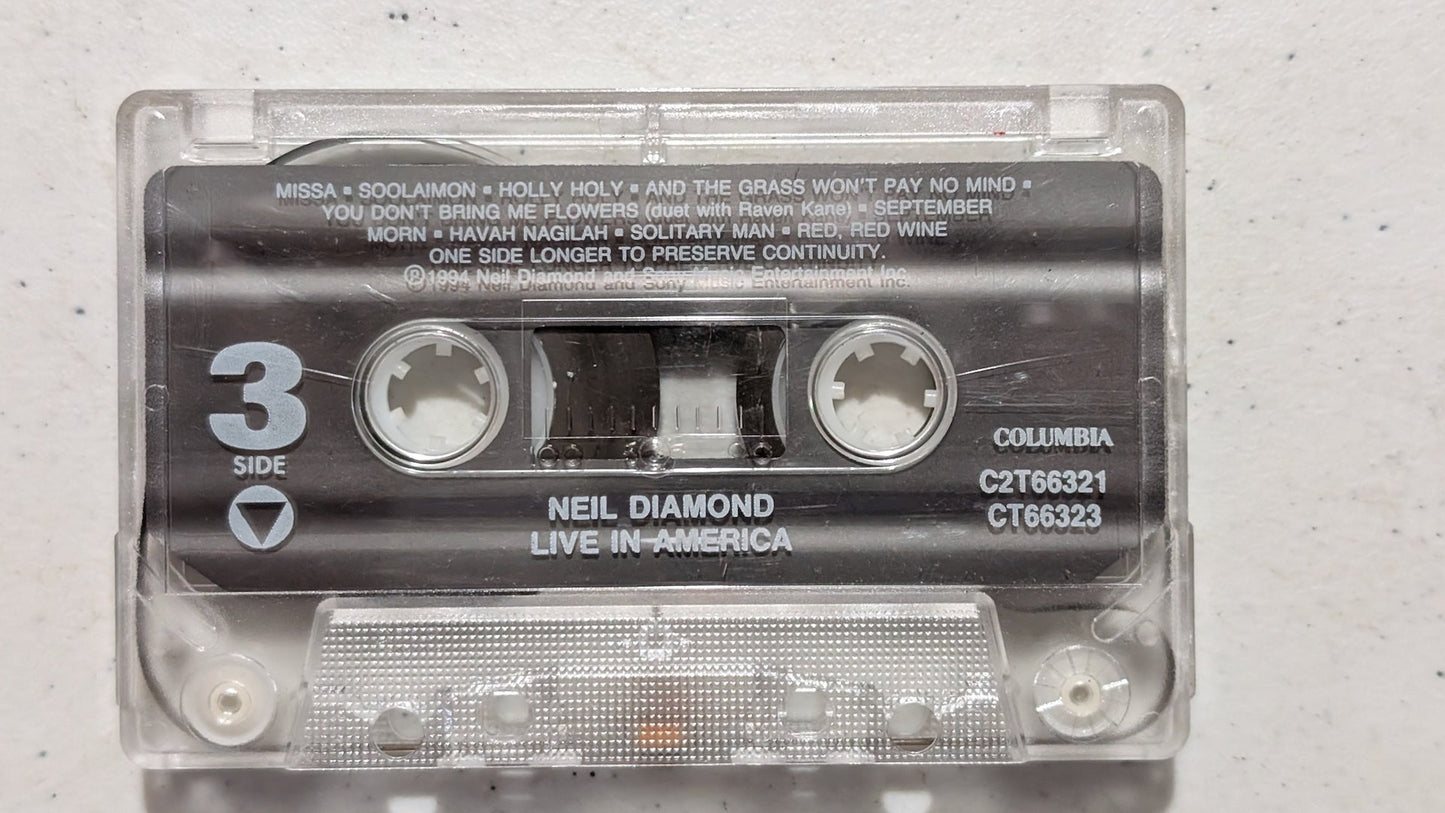 MISSA ▪ SOOLAIMON ▪ HOLLY HOLY ▪ AND THE GRASS WON'T PAY NO MIND ▪
YOU DON'T BRING ME FLOWERS (duet with Raven Kane) ▪ SEPTEMBER
MORN ▪ HAVAH NAGILAH ▪ SOLITARY MAN ▪ RED, RED WINE
ONE SIDE LONGER TO PRESERVE CONTINUITY.
℗1994 Neil Diamond and Sony Music Entertainment Inc.
3
SIDE
COLUMBIA
C2T66321
CT66323
NEIL DIAMOND
LIVE IN AMERICA